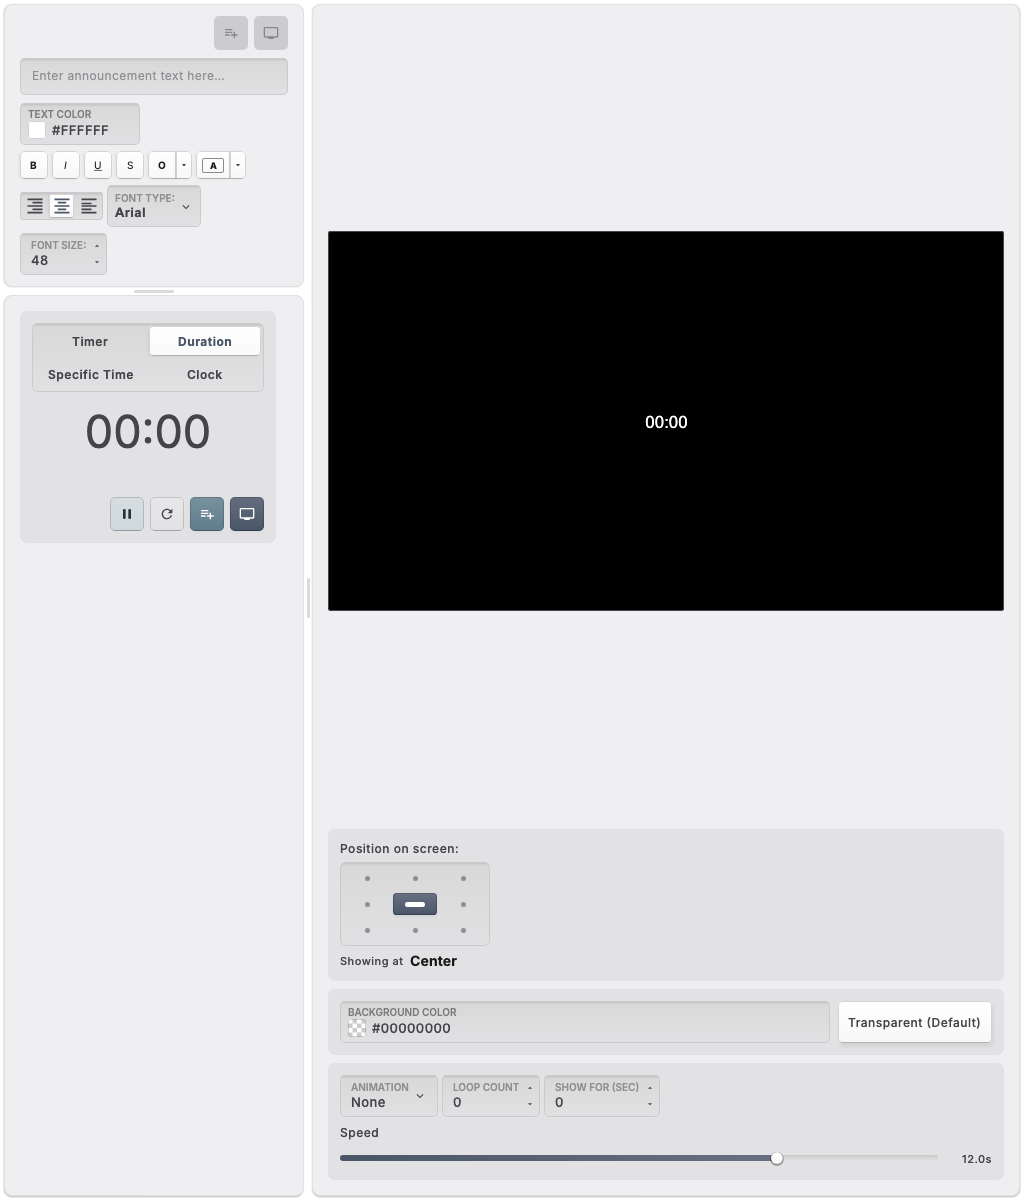 Enter announcement text here...
TEXT COLOR
#FFFFFF
B I U S O A
FONT TYPE:
Arial
FONT SIZE:
48
Timer Duration
Specific Time Clock
00:00
00:00
Position on screen:
Showing at Center
BACKGROUND COLOR
#00000000
Transparent (Default)
ANIMATION
None
LOOP COUNT
0
SHOW FOR (SEC)
0
Speed
12.0s